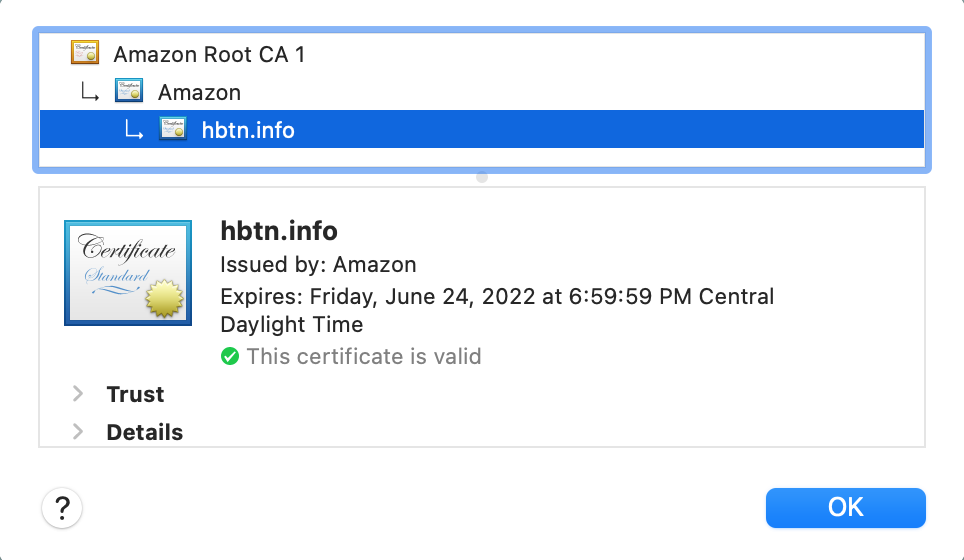 Amazon Root CA 1
Amazon
hbtn.info
Certificate
Standard
hbtn.info
Issued by: Amazon
Expires: Friday, June 24, 2022 at 6:59:59 PM Central
Daylight Time
This certificate is valid
Trust
Details
?
OK